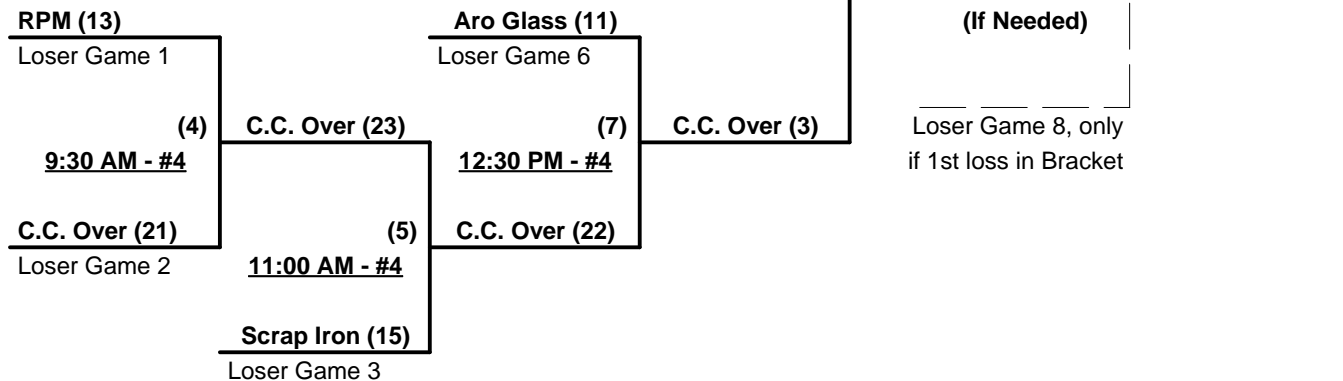 RPM (13)
Aro Glass (11)
(If Needed)
Loser Game 1
Loser Game 6
(4)
C.C. Over (23)
(7)
C.C. Over (3)
Loser Game 8, only
9:30 AM - #4
12:30 PM - #4
if 1st loss in Bracket
C.C. Over (21)
(5)
C.C. Over (22)
Loser Game 2
11:00 AM - #4
Scrap Iron (15)
Loser Game 3